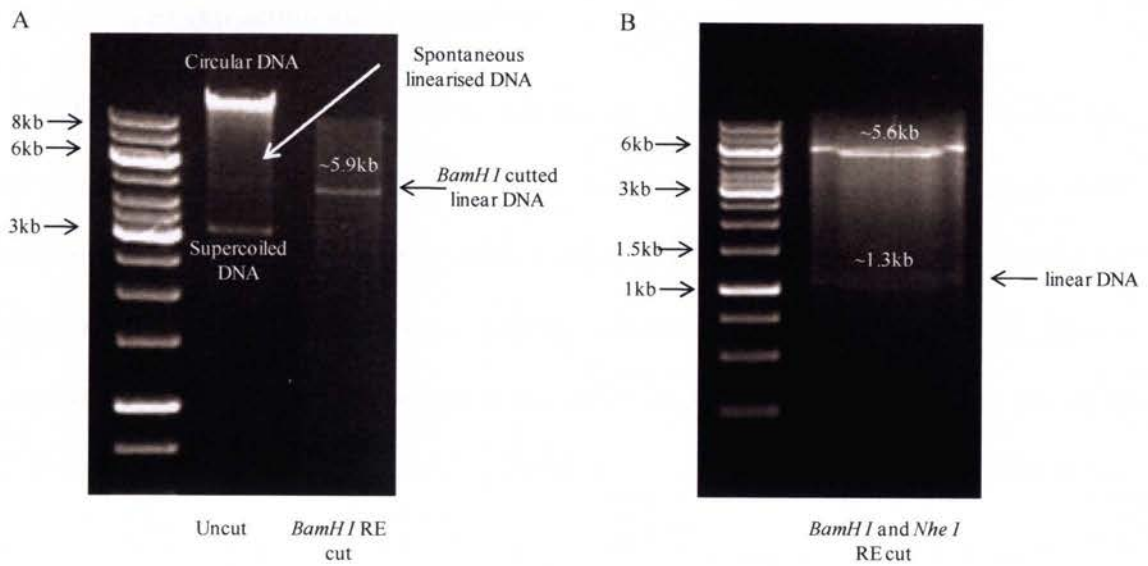 A
Circular DNA
Spontaneous
linearised DNA
8kb
6kb
~5.9kb
BamH I cutted
linear DNA
3kb
Supercoiled
DNA
Uncut
BamH I RE
cut
B
~5.6kb
6kb
3kb
1.5kb
~1.3kb
1kb
linear DNA
BamH I and Nhe I
RE cut